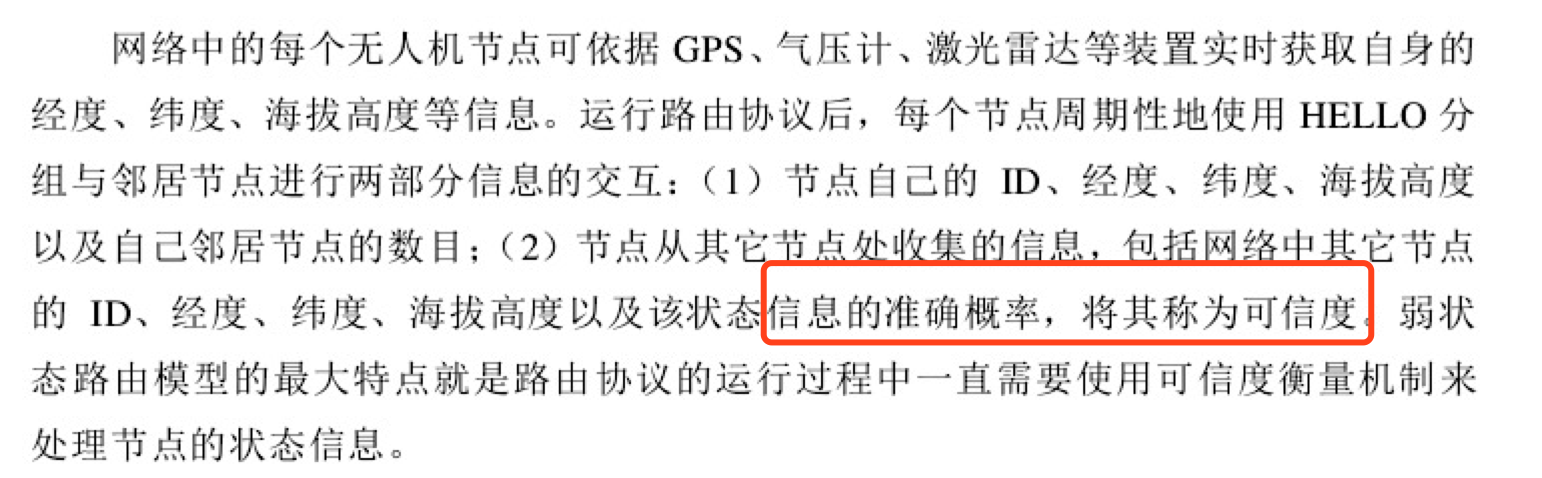 网络中的每个无人机节点可依据 GPS、气压计、激光雷达等装置实时获取自身的
经度、纬度、海拔高度等信息。运行路由协议后，每个节点周期性地使用 HELLO 分
组与邻居节点进行两部分信息的交互：（1）节点自己的 ID、经度、纬度、海拔高度
以及自己邻居节点的数目；（2）节点从其它节点处收集的信息，包括网络中其它节点
的 ID、经度、纬度、海拔高度以及该状态信息的准确概率，将其称为可信度。弱状
态路由模型的最大特点就是路由协议的运行过程中一直需要使用可信度衡量机制来
处理节点的状态信息。